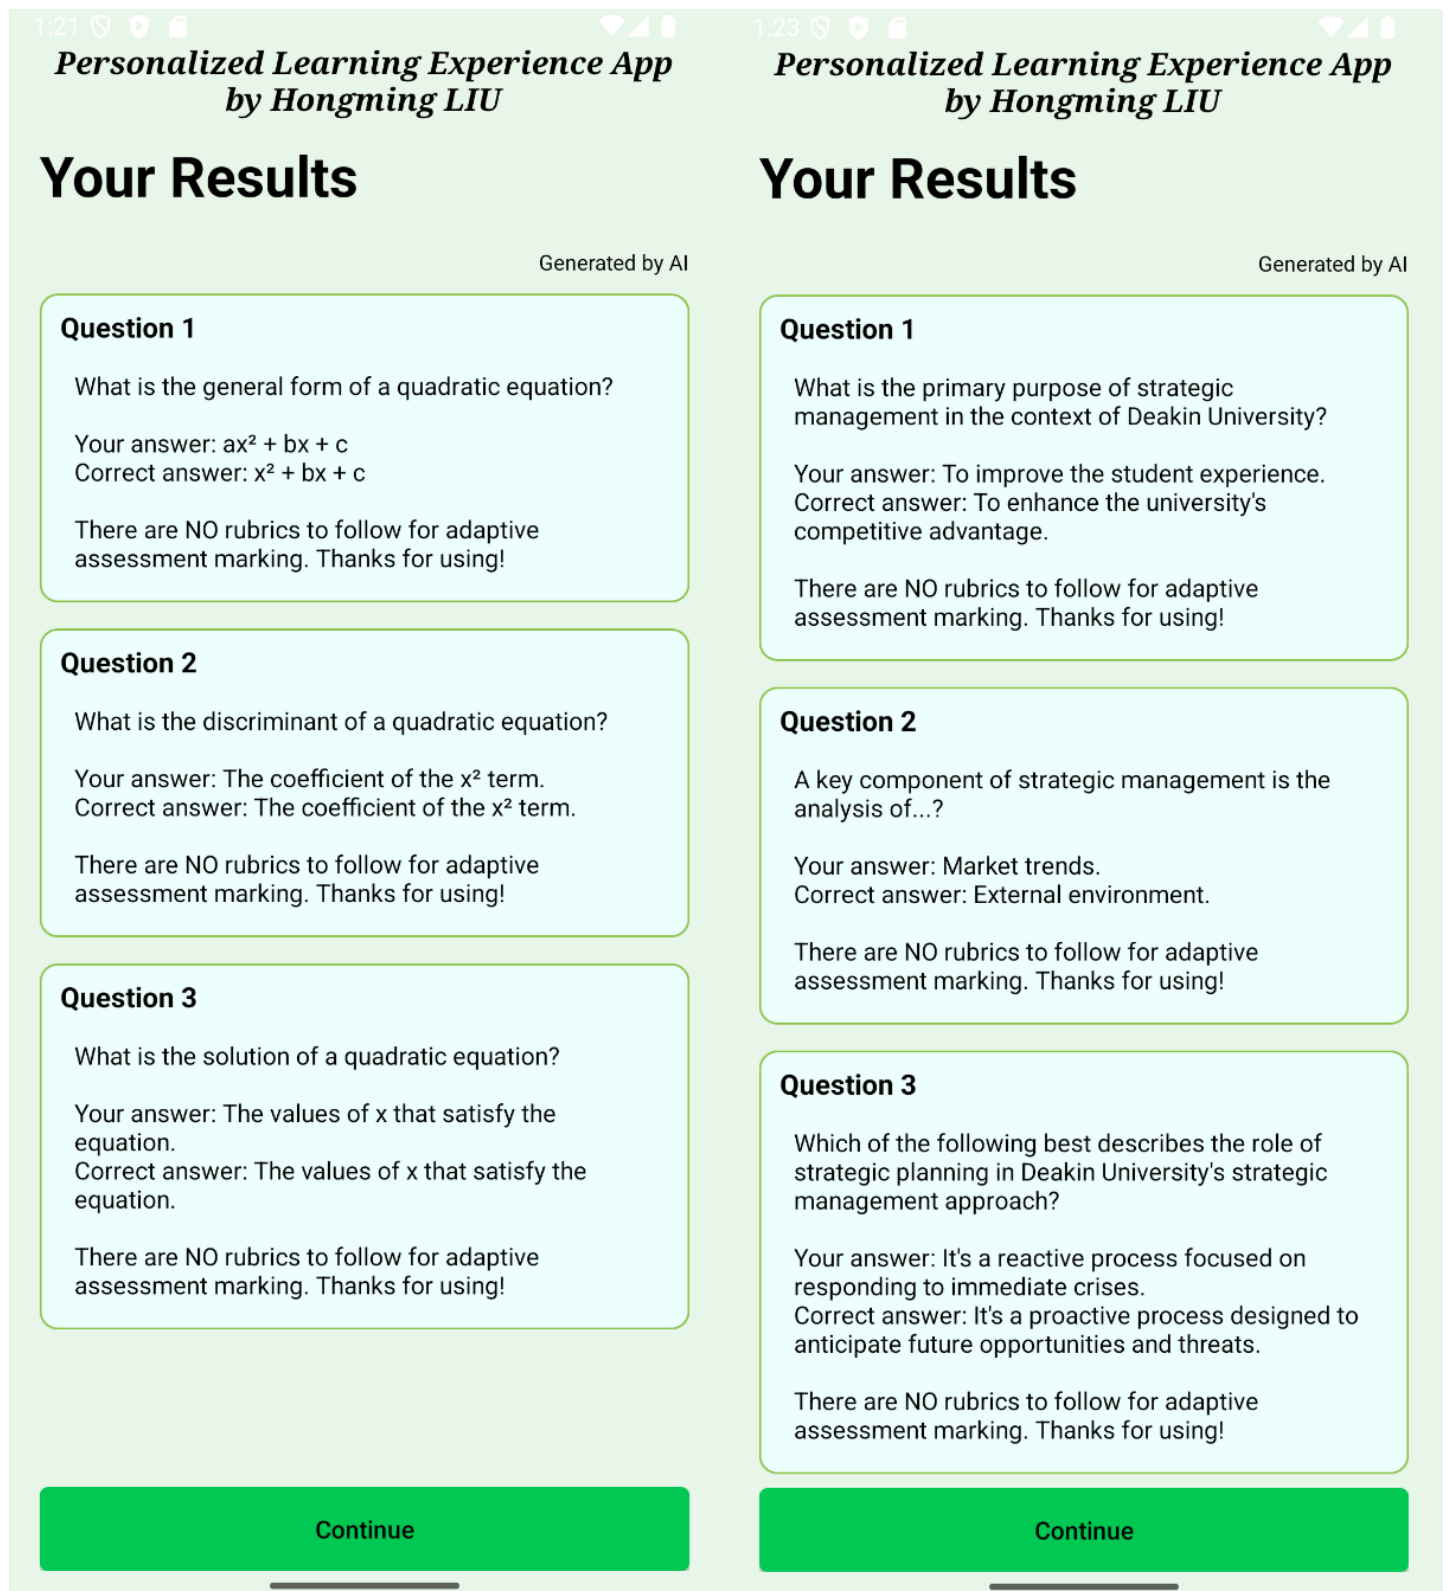 1:21
Personalized Learning Experience App
by Hongming LIU
Your Results
Generated by AI
Question 1
What is the general form of a quadratic equation?
Your answer: ax² + bx + c
Correct answer: x² + bx + c
There are NO rubrics to follow for adaptive
assessment marking. Thanks for using!
Question 2
What is the discriminant of a quadratic equation?
Your answer: The coefficient of the x² term.
Correct answer: The coefficient of the x² term.
There are NO rubrics to follow for adaptive
assessment marking. Thanks for using!
Question 3
What is the solution of a quadratic equation?
Your answer: The values of x that satisfy the
equation.
Correct answer: The values of x that satisfy the
equation.
There are NO rubrics to follow for adaptive
assessment marking. Thanks for using!
Continue
1:23
Personalized Learning Experience App
by Hongming LIU
Your Results
Generated by AI
Question 1
What is the primary purpose of strategic
management in the context of Deakin University?
Your answer: To improve the student experience.
Correct answer: To enhance the university's
competitive advantage.
There are NO rubrics to follow for adaptive
assessment marking. Thanks for using!
Question 2
A key component of strategic management is the
analysis of...?
Your answer: Market trends.
Correct answer: External environment.
There are NO rubrics to follow for adaptive
assessment marking. Thanks for using!
Question 3
Which of the following best describes the role of
strategic planning in Deakin University's strategic
management approach?
Your answer: It's a reactive process focused on
responding to immediate crises.
Correct answer: It's a proactive process designed to
anticipate future opportunities and threats.
There are NO rubrics to follow for adaptive
assessment marking. Thanks for using!
Continue